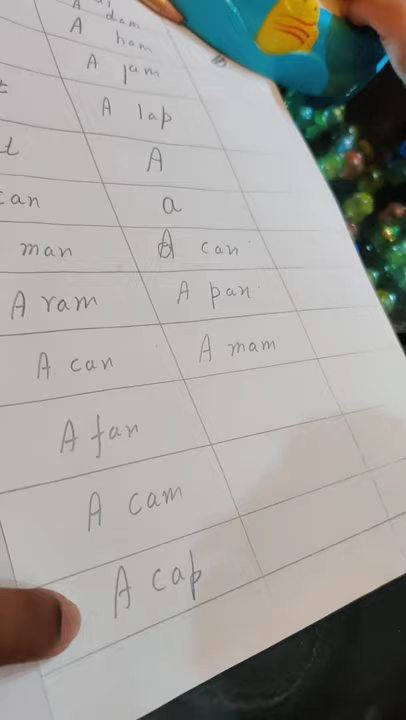 A dam
A ham
A jam
A lap
A
can a
man A can
A ram A pan
A can A mam
A fan
A cam
A cap